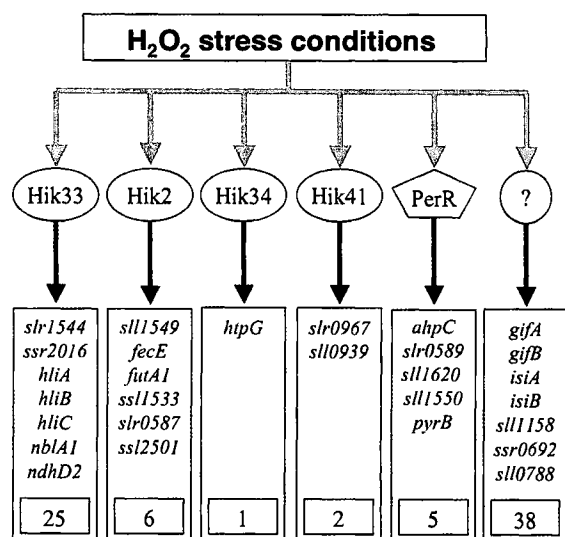 H₂O₂ stress conditions
Hik33 Hik2 Hik34 Hik41 PerR ?
slr1544
ssr2016
hliA
hliB
hliC
nblA1
ndhD2
25
sll1549
fecE
futA1
ssl1533
slr0587
ssl2501
6
htpG
1
slr0967
sll0939
2
ahpC
slr0589
sll1620
sll1550
pyrB
5
gifA
gifB
isiA
isiB
sll1158
ssr0692
sll0788
38